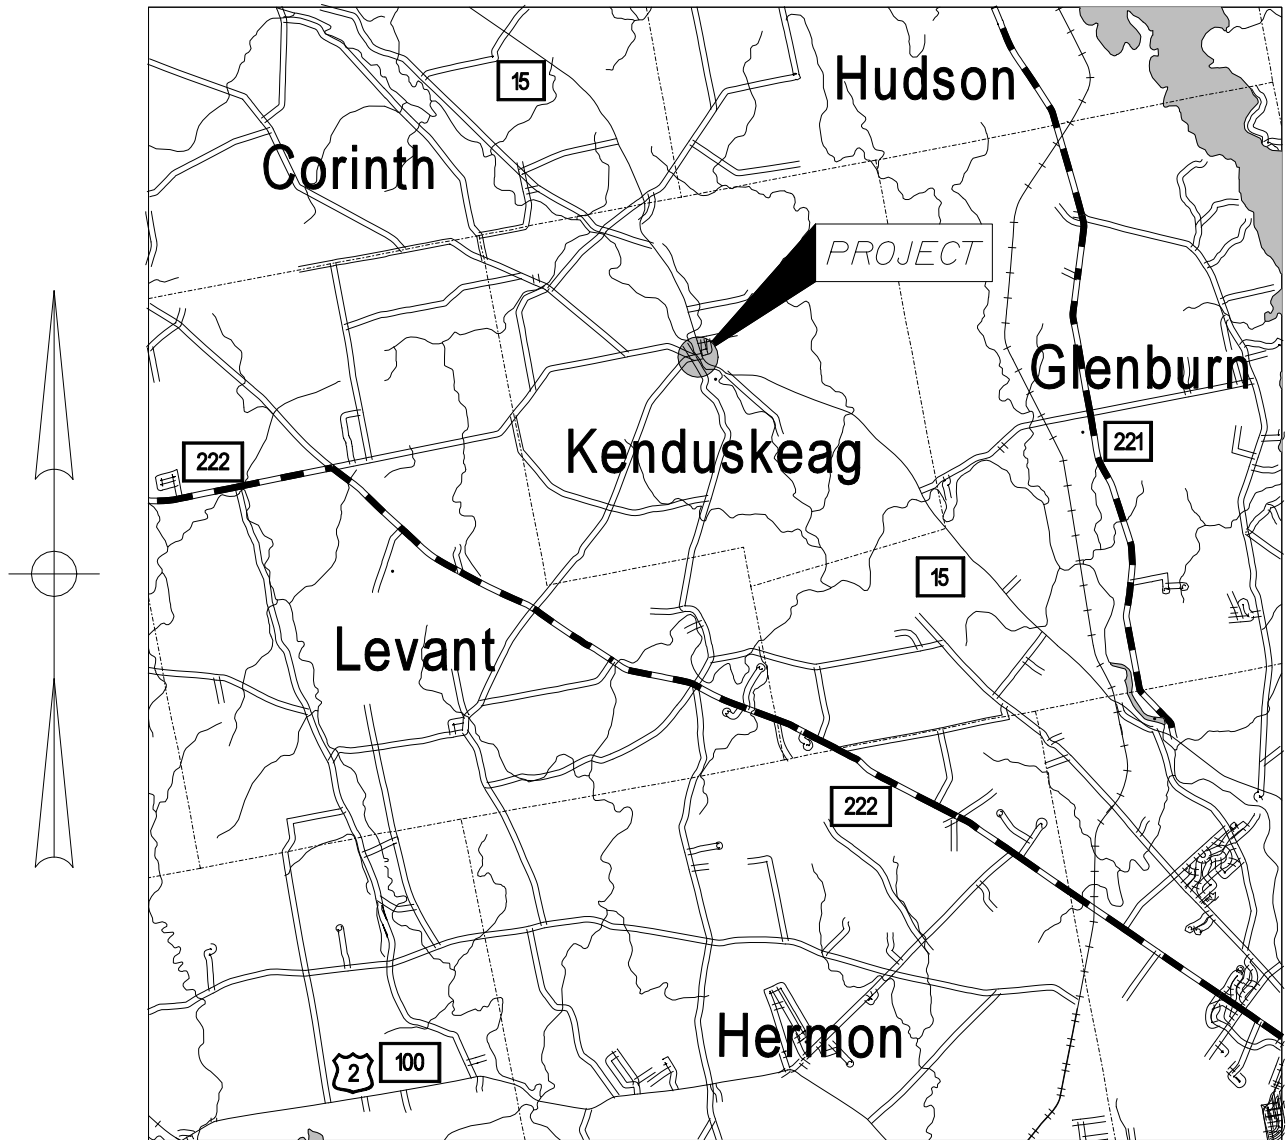 Hudson
15
Corinth
PROJECT
Glenburn
Kenduskeag
221
222
15
Levant
222
Hermon
2
100